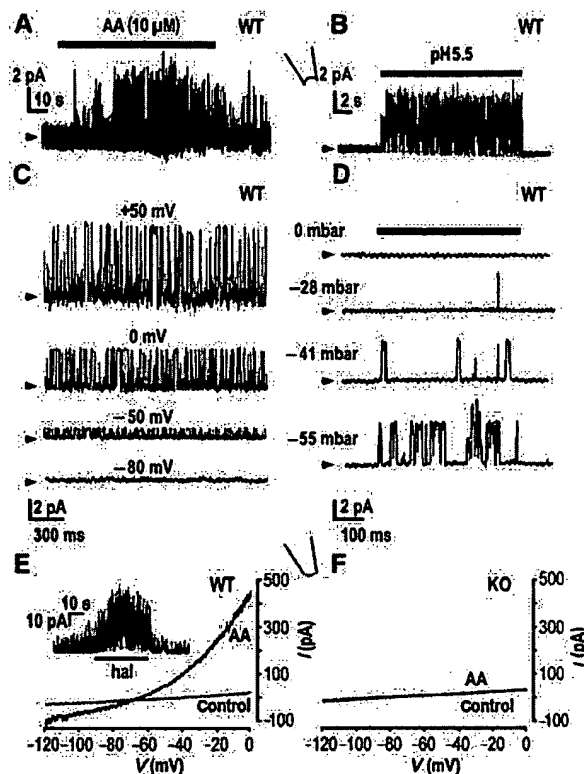 A
AA (10 µM)
WT
2 pA
10 s
B
WT
pH5.5
2 pA
2 s
C
WT
+50 mV
0 mV
−50 mV
−80 mV
2 pA
300 ms
D
WT
0 mbar
−28 mbar
−41 mbar
−55 mbar
2 pA
100 ms
E
WT
10 s
10 pA
hal
AA
Control
500
300
100
-100
I (pA)
−120 −100 −80 −60 −40 −20 0
V (mV)
F
KO
AA
Control
500
300
100
-100
I (pA)
−120 −100 −80 −60 −40 −20 0
V (mV)